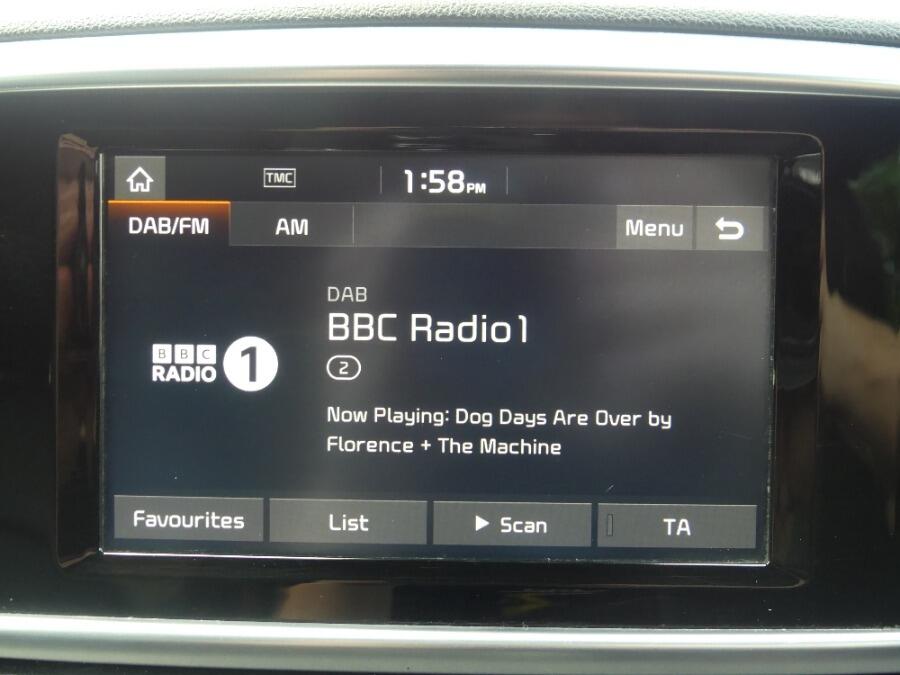 TMC
1:58PM
DAB/FM
AM
Menu
DAB
BBC Radio1
2
BBC
RADIO 1
Now Playing: Dog Days Are Over by
Florence + The Machine
Favourites
List
Scan
TA